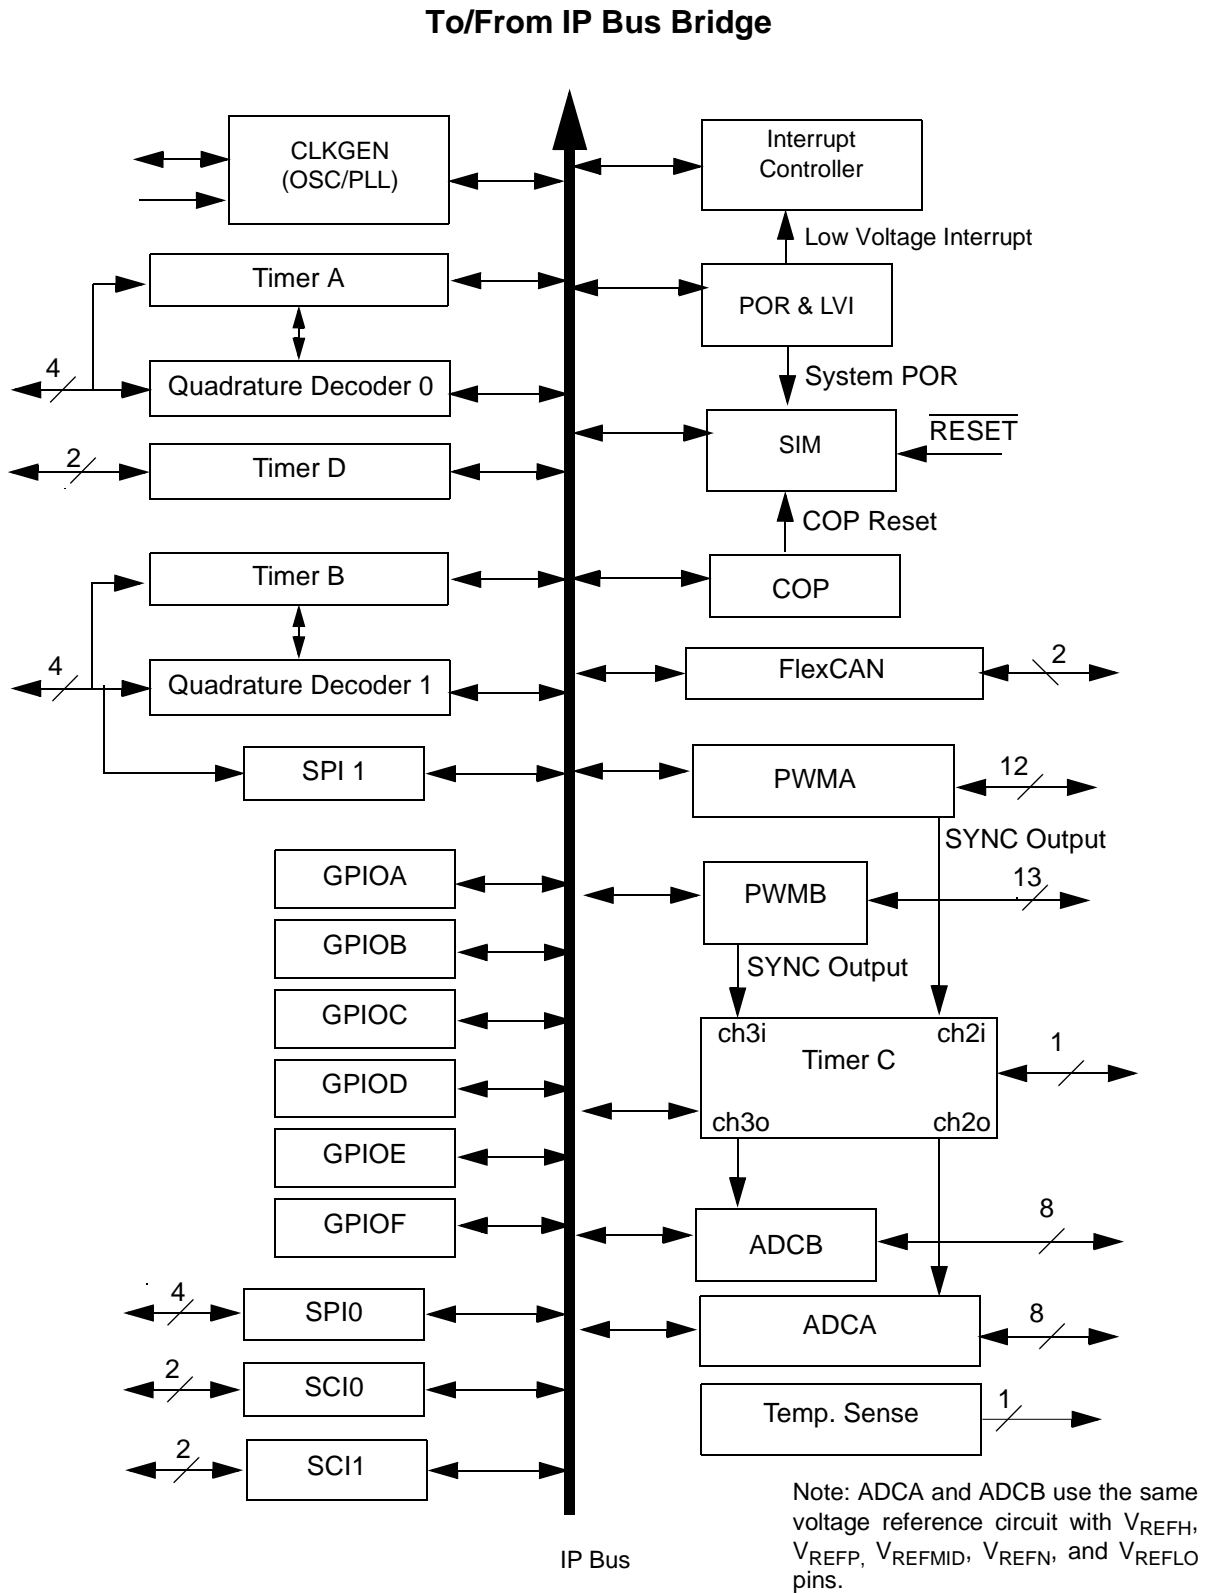 To/From IP Bus Bridge
CLKGEN
(OSC/PLL)
Interrupt
Controller
Low Voltage Interrupt
Timer A
POR & LVI
4
Quadrature Decoder 0
System POR
RESET
SIM
2
Timer D
COP Reset
Timer B
COP
4
Quadrature Decoder 1
FlexCAN
2
SPI 1
PWMA
12
SYNC Output
GPIOA
PWMB
13
GPIOB
SYNC Output
GPIOC
ch3i
ch2i
Timer C
1
GPIOD
ch3o
ch2o
GPIOE
GPIOF
ADCB
8
4
SPI0
ADCA
8
2
SCI0
Temp. Sense
1
2
SCI1
Note: ADCA and ADCB use the same
voltage reference circuit with VREFH,
VREFP, VREFMID, VREFN, and VREFLO
pins.
IP Bus